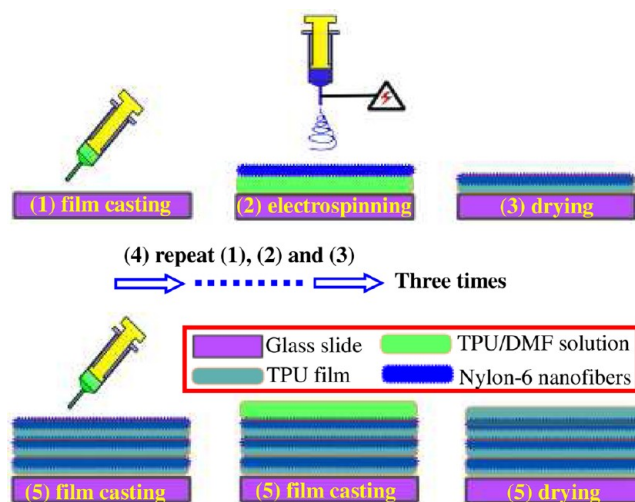 (1) film casting
(2) electrospinning
(3) drying
(4) repeat (1), (2) and (3)
Three times
Glass slide
TPU/DMF solution
TPU film
Nylon-6 nanofibers
(5) film casting
(5) film casting
(5) drying